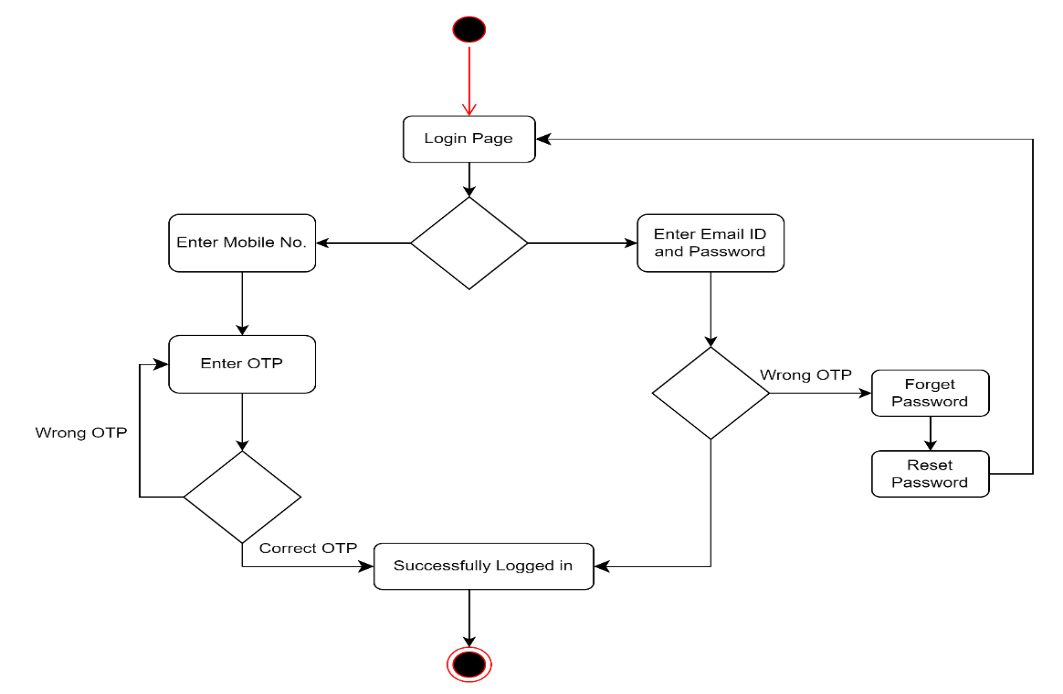 Login Page
Enter Mobile No.
Enter Email ID
and Password
Enter OTP
Wrong OTP
Forget
Password
Wrong OTP
Reset
Password
Correct OTP
Successfully Logged in